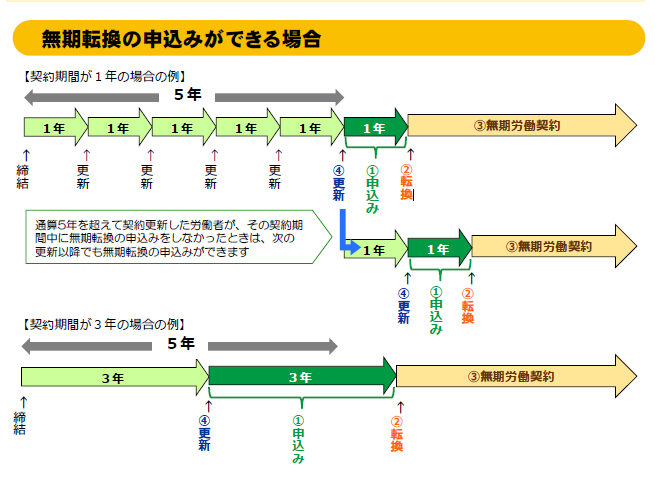 無期転換の申込みができる場合
【契約期間が１年の場合の例】
５年
１年
１年
１年
１年
１年
１年
③無期労働契約
↑
締結
↑
更新
↑
更新
↑
更新
↑
更新
↑
④更新
①申込み
↑
②転換
通算5年を超えて契約更新した労働者が、その契約期
間中に無期転換の申込みをしなかったときは、次の
更新以降でも無期転換の申込みができます
１年
１年
③無期労働契約
↑
④更新
①申込み
↑
②転換
【契約期間が３年の場合の例】
５年
３年
３年
③無期労働契約
↑
締結
↑
④更新
①申込み
↑
②転換